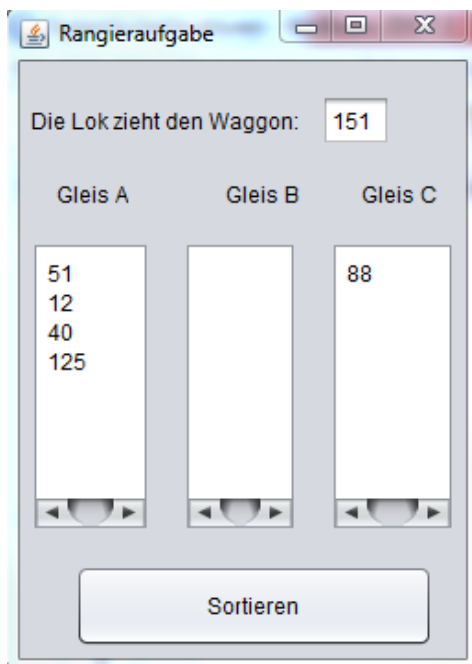 Rangieraufgabe
Die Lok zieht den Waggon: 151
Gleis A Gleis B Gleis C
51 88
12
40
125
Sortieren